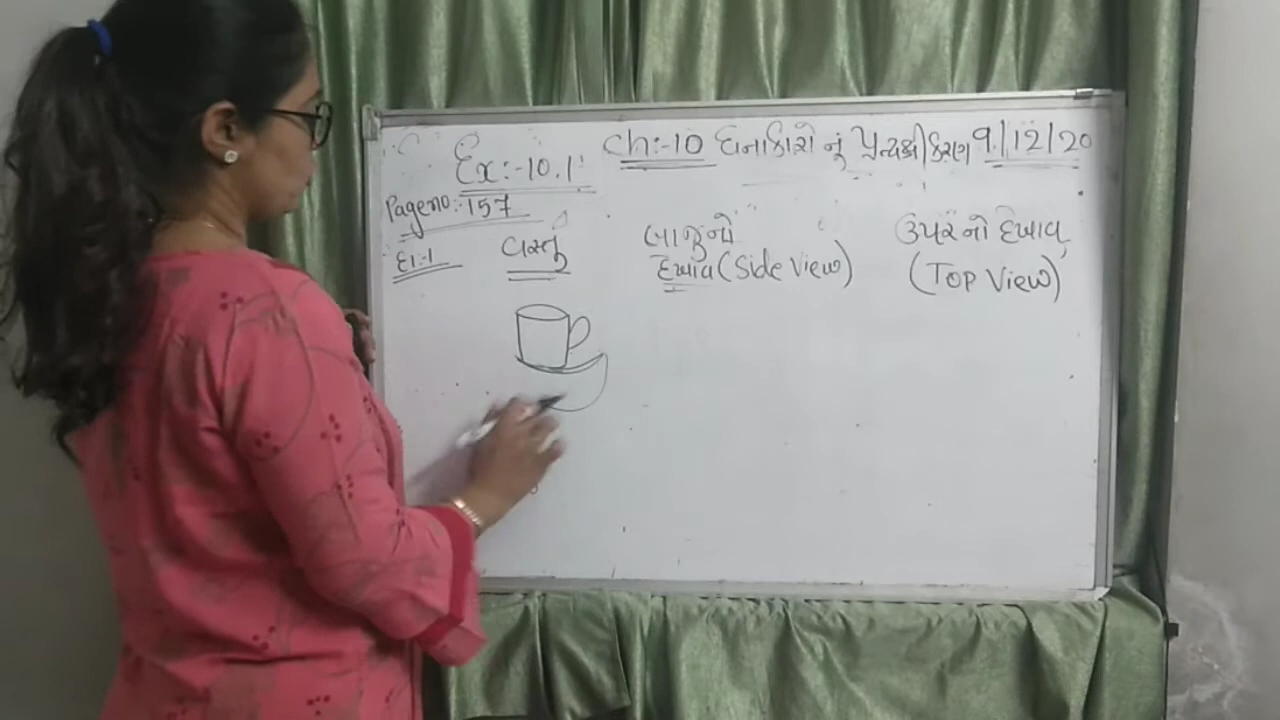 Ch:-10 ઘનાકારો નું પ્રત્યક્ષીકરણ 9/12/20
Ex:-10.1
Page no:-157
દા:-1
વસ્તુ
બાજુનો
દેખાવ (Side View)
ઉપરનો દેખાવ
(Top View)